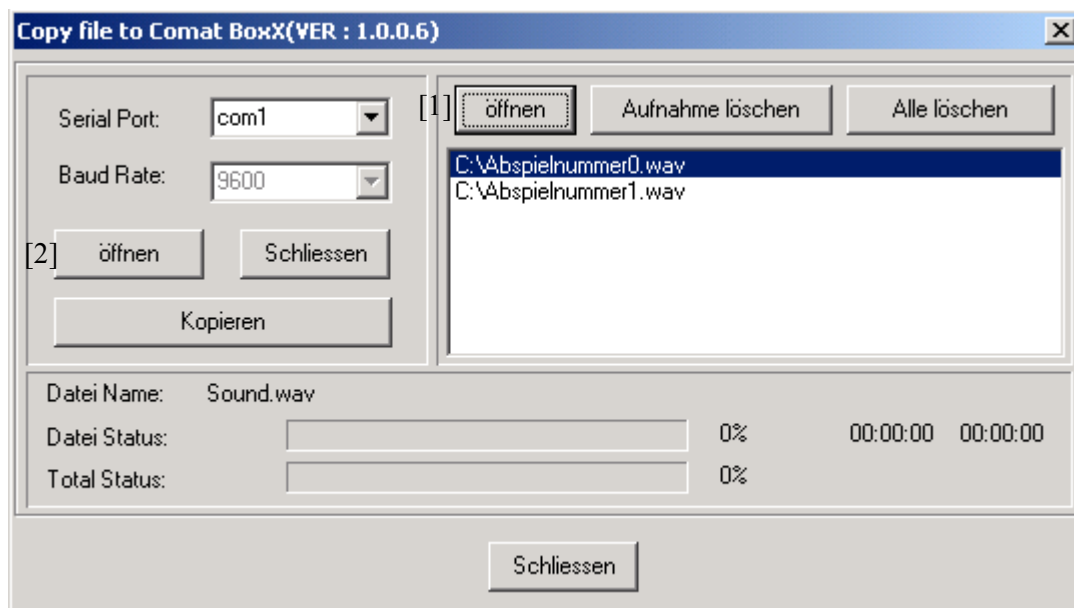 Copy file to Comat BoxX(VER : 1.0.0.6)
Serial Port: com1
Baud Rate: 9600
[2] öffnen Schliessen
Kopieren
[1] öffnen Aufnahme löschen Alle löschen
C:\Abspielnummer0.wav
C:\Abspielnummer1.wav
Datei Name: Sound.wav
Datei Status: 0% 00:00:00 00:00:00
Total Status: 0%
Schliessen